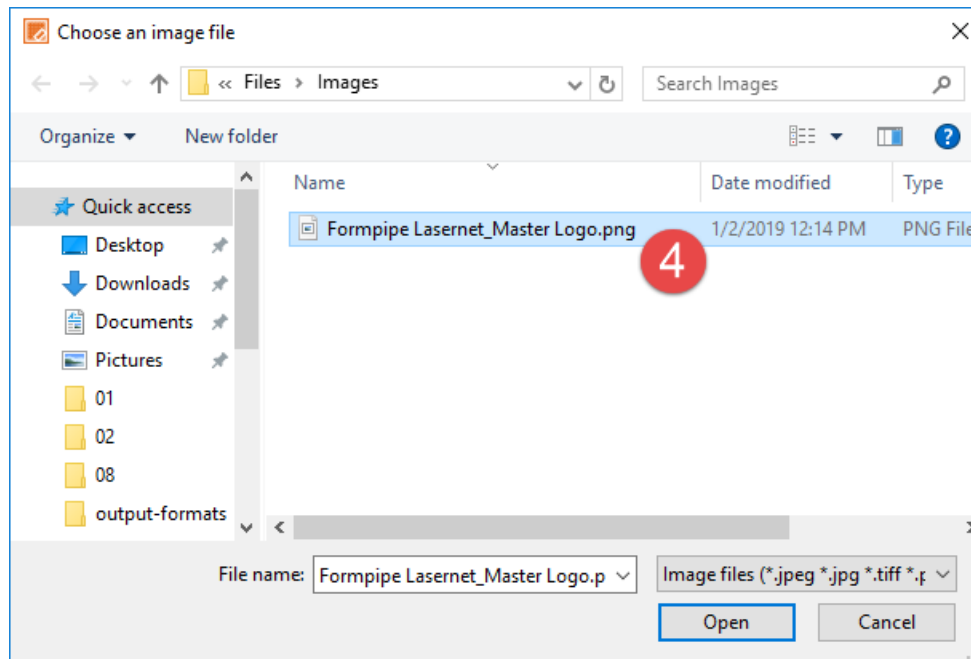 Choose an image file
« Files > Images
Search Images
Organize
New folder
Name
Date modified
Type
Quick access
Formpipe Lasernet_Master Logo.png
1/2/2019 12:14 PM
PNG File
4
Desktop
Downloads
Documents
Pictures
01
02
08
output-formats
File name:
Formpipe Lasernet_Master Logo.p
Image files (*.jpeg *.jpg *.tiff *.p
Open
Cancel